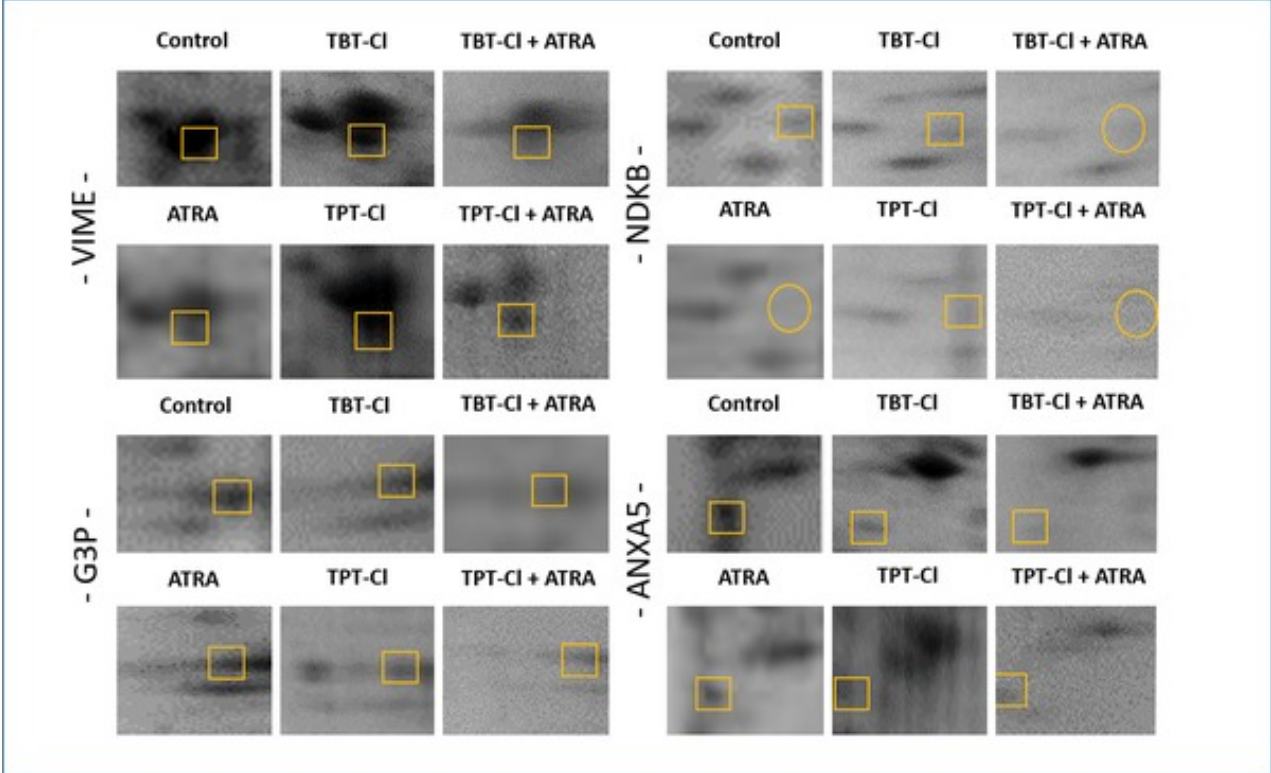 Control TBT-Cl TBT-Cl + ATRA
- VIME -
ATRA TPT-Cl TPT-Cl + ATRA
Control TBT-Cl TBT-Cl + ATRA
- NDKB -
ATRA TPT-Cl TPT-Cl + ATRA
Control TBT-Cl TBT-Cl + ATRA
- G3P -
ATRA TPT-Cl TPT-Cl + ATRA
Control TBT-Cl TBT-Cl + ATRA
- ANXA5 -
ATRA TPT-Cl TPT-Cl + ATRA